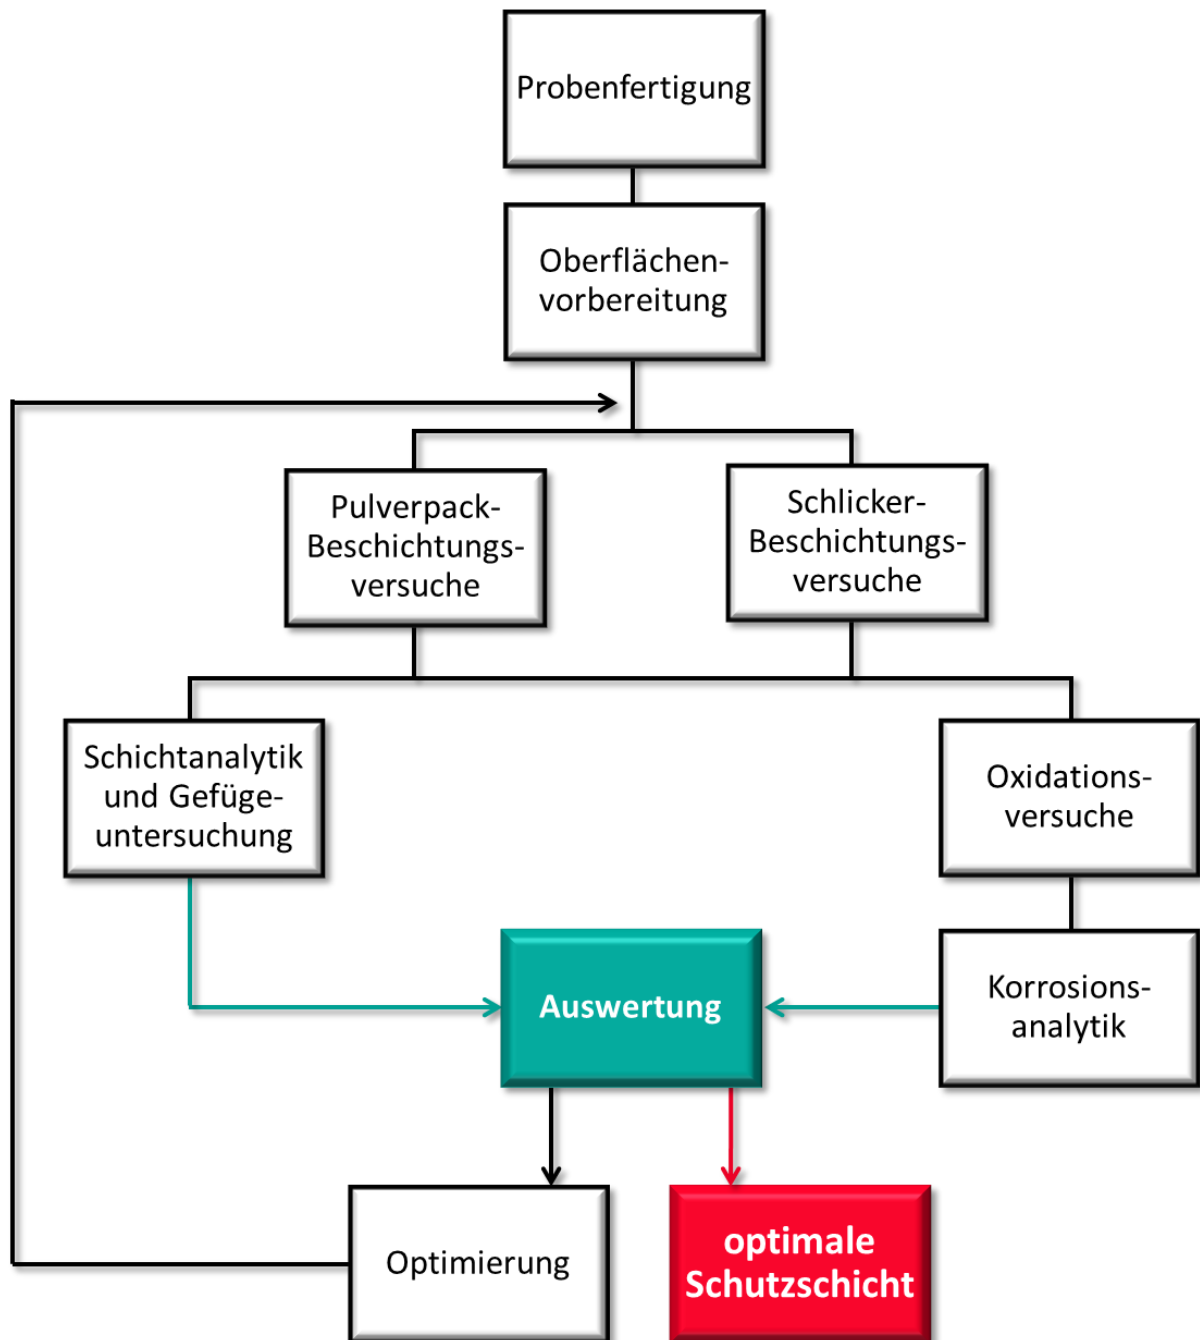 Probenfertigung
Oberflächen-
vorbereitung
Pulverpack-
Beschichtungs-
versuche
Schlicker-
Beschichtungs-
versuche
Schichtanalytik
und Gefüge-
untersuchung
Oxidations-
versuche
Auswertung
Korrosions-
analytik
Optimierung
optimale
Schutzschicht